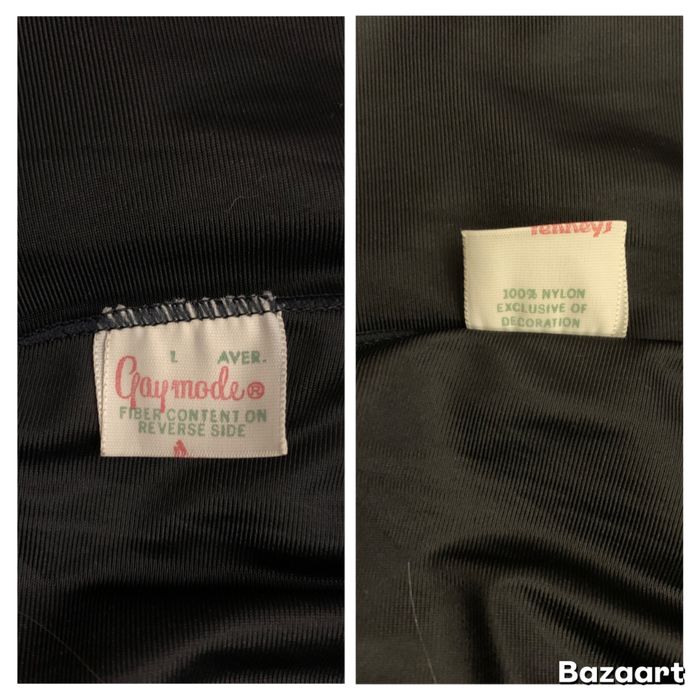 L AVER.
Gaymode®
FIBER CONTENT ON
REVERSE SIDE
Penneys
100% NYLON
EXCLUSIVE OF
DECORATION
Bazaart